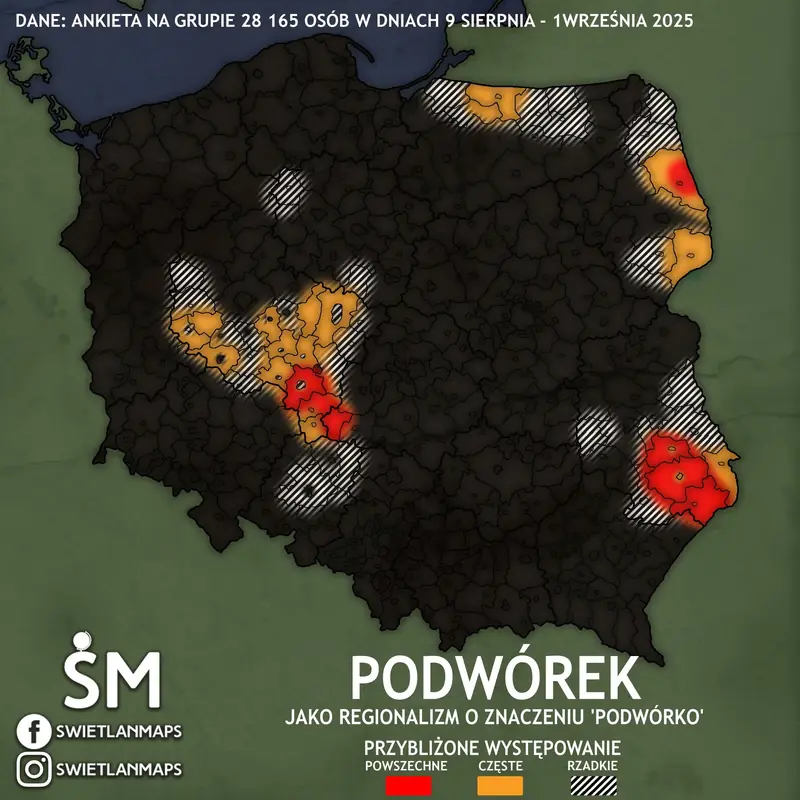 DANE: ANKIETA NA GRUPIE 28 165 OSÓB W DNIACH 9 SIERPNIA - 1WRZEŚNIA 2025
ŚM
SWIETLANMAPS
SWIETLANMAPS
PODWÓREK
JAKO REGIONALIZM O ZNACZENIU 'PODWÓRKO'
PRZYBLIŻONE WYSTĘPOWANIE
POWSZECHNE CZĘSTE RZADKIE